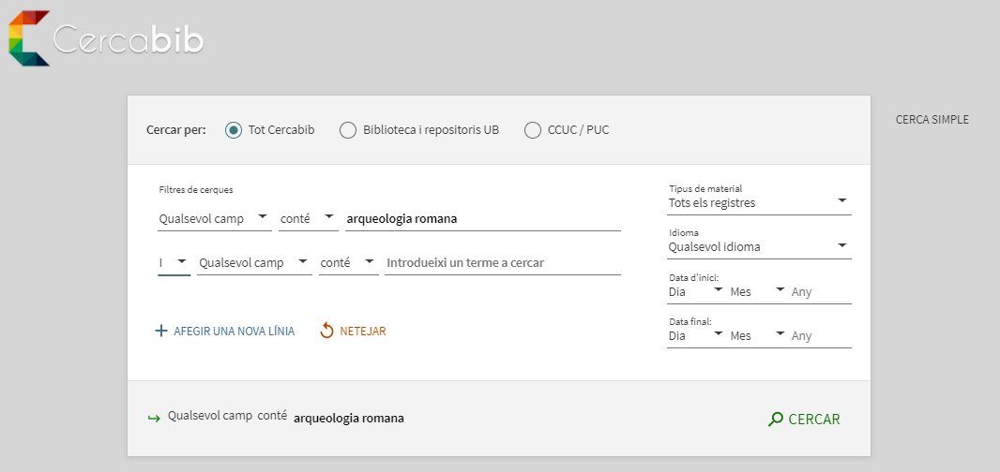 Cercabib
Cercar per: Tot Cercabib Biblioteca i repositoris UB CCUC / PUC
CERCA SIMPLE
Filtres de cerques
Qualsevol camp conté arqueologia romana
I Qualsevol camp conté Introdueixi un terme a cercar
AFEGIR UNA NOVA LÍNIA NETEJAR
Tipus de material
Tots els registres
Idioma
Qualsevol idioma
Data d'inici:
Dia Mes Any
Data final:
Dia Mes Any
Qualsevol camp conté arqueologia romana
CERCAR